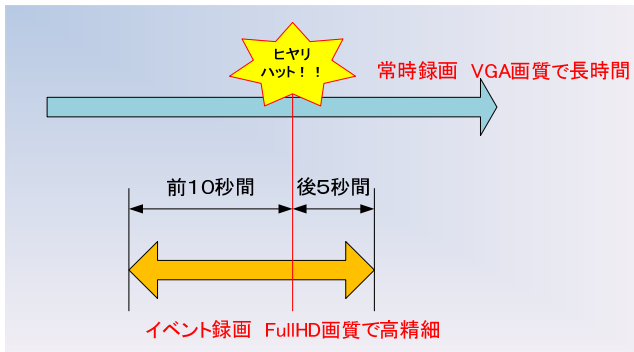 ヒヤリ
ハット！！
常時録画　VGA画質で長時間
前１０秒間
後５秒間
イベント録画　FullHD画質で高精細